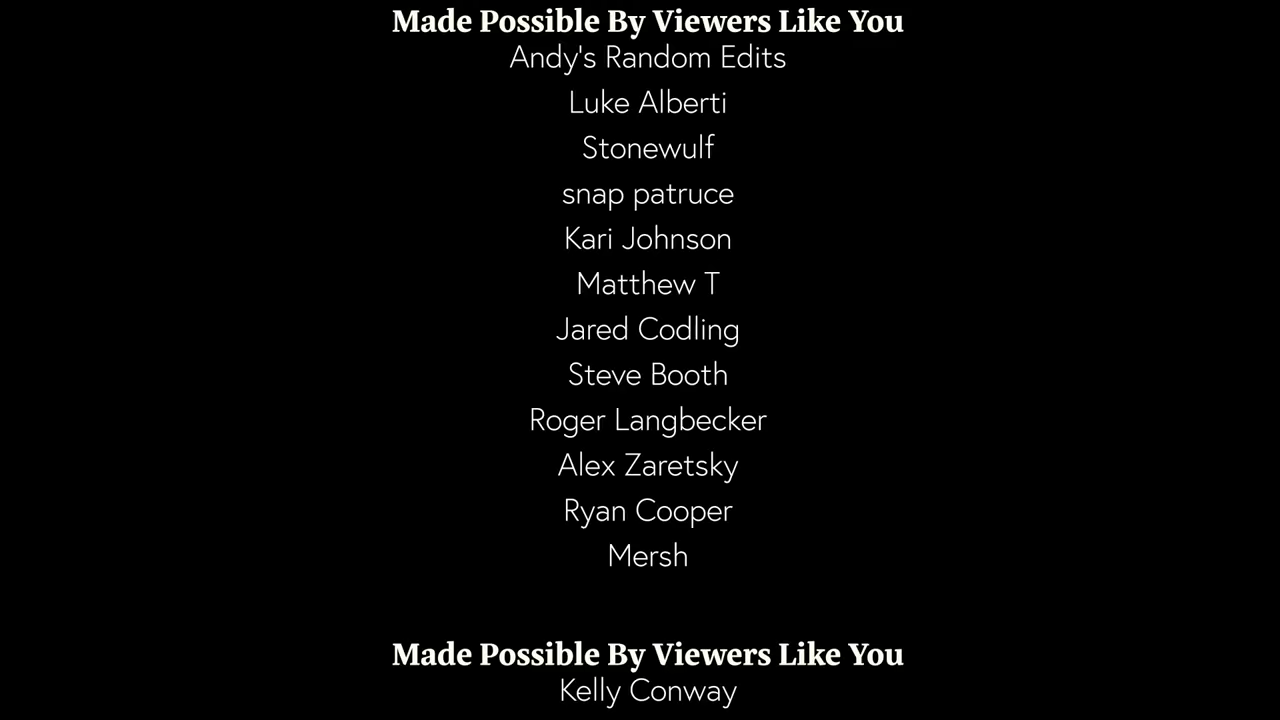 Made Possible By Viewers Like You
Andy's Random Edits
Luke Alberti
Stonewulf
snap patruce
Kari Johnson
Matthew T
Jared Codling
Steve Booth
Roger Langbecker
Alex Zaretsky
Ryan Cooper
Mersh
Made Possible By Viewers Like You
Kelly Conway